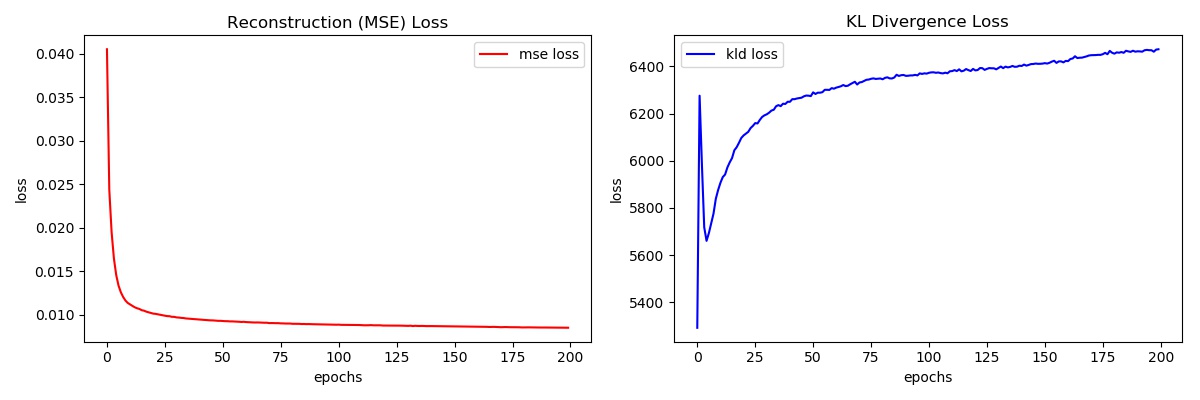 Reconstruction (MSE) Loss
mse loss
0.040
0.035
0.030
0.025
0.020
0.015
0.010
loss
0 25 50 75 100 125 150 175 200
epochs
KL Divergence Loss
kld loss
6400
6200
6000
5800
5600
5400
loss
0 25 50 75 100 125 150 175 200
epochs